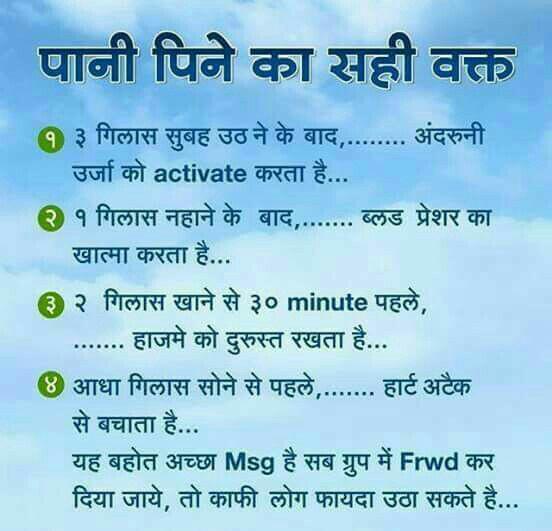 पानी पिने का सही वक्त
१ ३ गिलास सुबह उठ ने के बाद,........ अंदरुनी
उर्जा को activate करता है...
२ १ गिलास नहाने के बाद,....... ब्लड प्रेशर का
खात्मा करता है...
३ २ गिलास खाने से ३० minute पहले,
....... हाजमे को दुरुस्त रखता है...
४ आधा गिलास सोने से पहले,....... हार्ट अटैक
से बचाता है...
यह बहोत अच्छा Msg है सब ग्रुप में Frwd कर
दिया जाये, तो काफी लोग फायदा उठा सकते है...